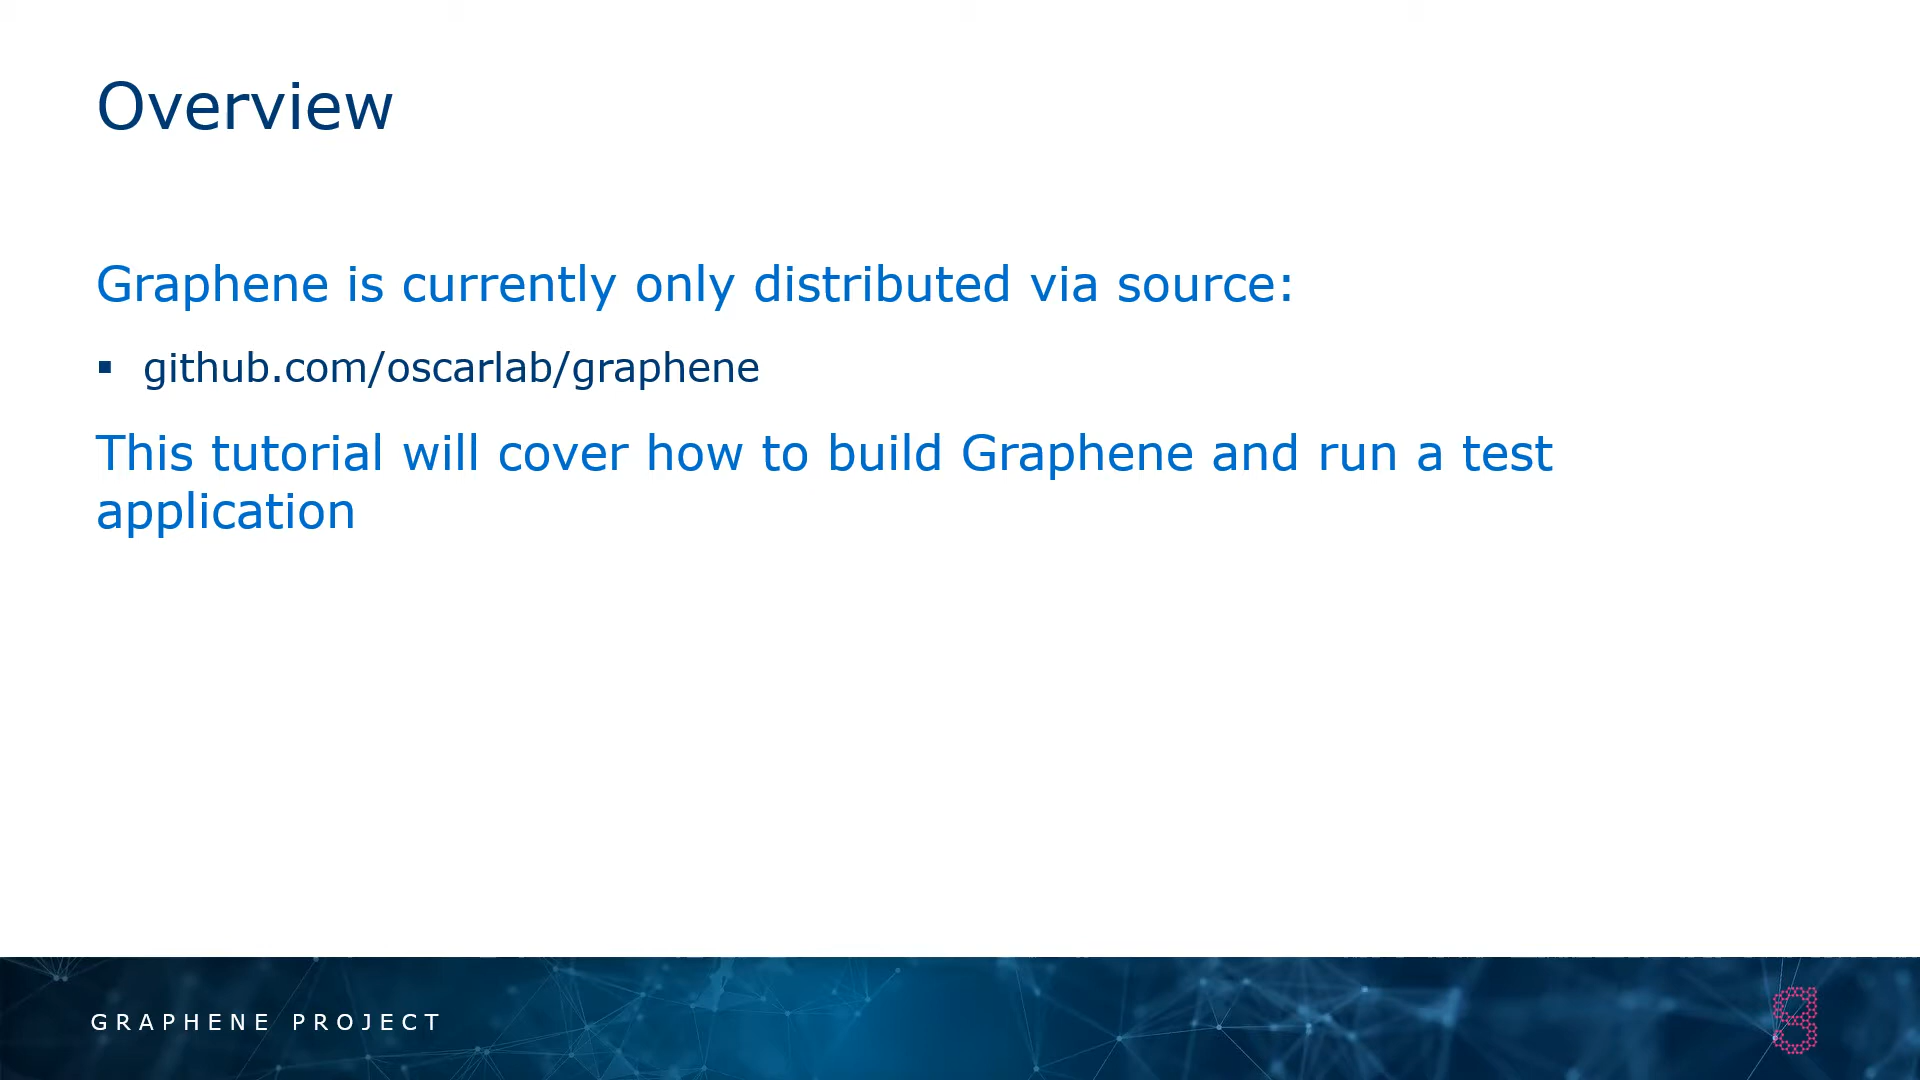 Overview
Graphene is currently only distributed via source:
▪ github.com/oscarlab/graphene
This tutorial will cover how to build Graphene and run a test
application
GRAPHENE PROJECT
g